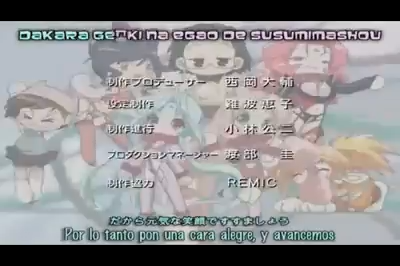 DAKARA GENKI NA EGAO DE SUSUMIMASHOU
制作プロデューサー 西岡大輔
設定制作 難波恵子
制作進行 小林公二
プロダクションマネージャー 渡部 圭
制作協力 REMIC
だから元気な笑顔ですすましょう
Por lo tanto pon una cara alegre, y avancemos